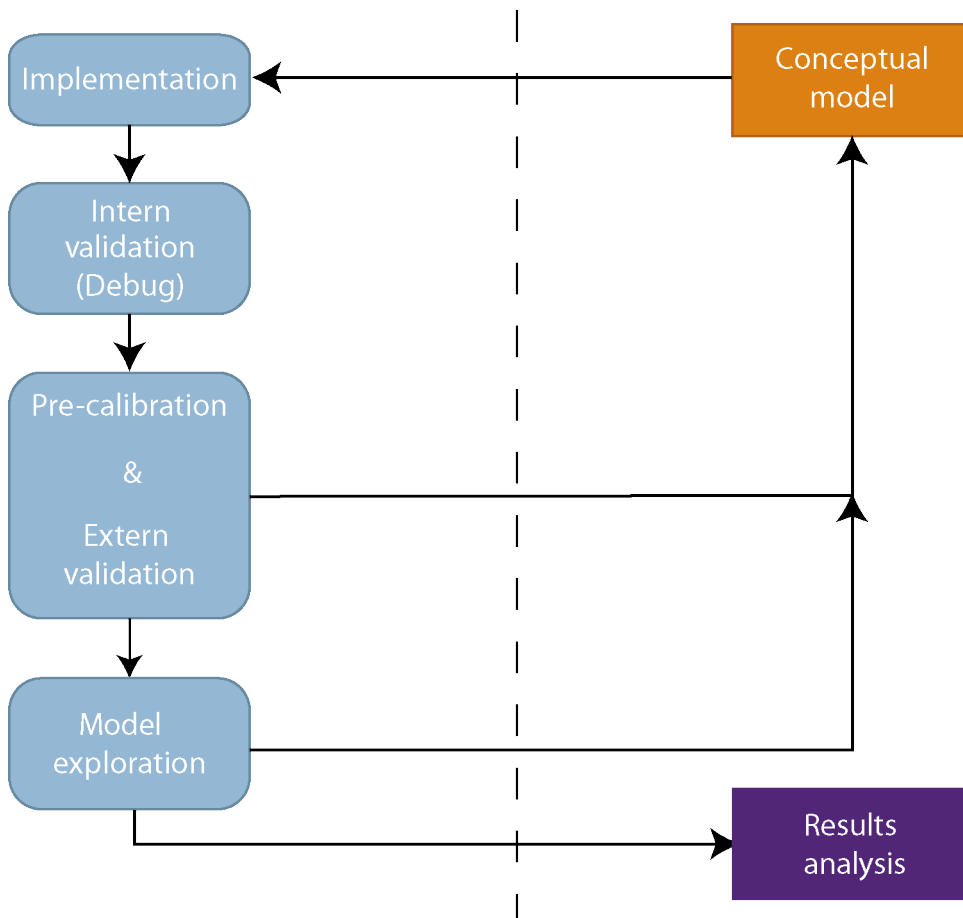 Implementation
Conceptual
model
Intern
validation
(Debug)
Pre-calibration
&
Extern
validation
Model
exploration
Results
analysis